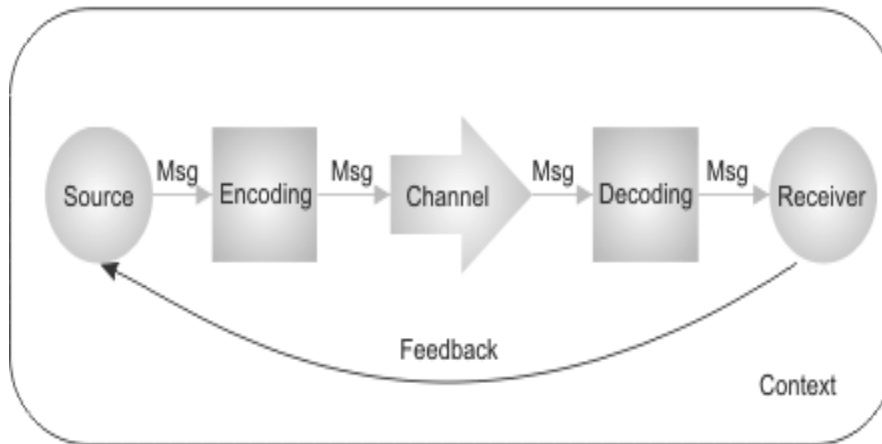 Source
Msg
Encoding
Msg
Channel
Msg
Decoding
Msg
Receiver
Feedback
Context